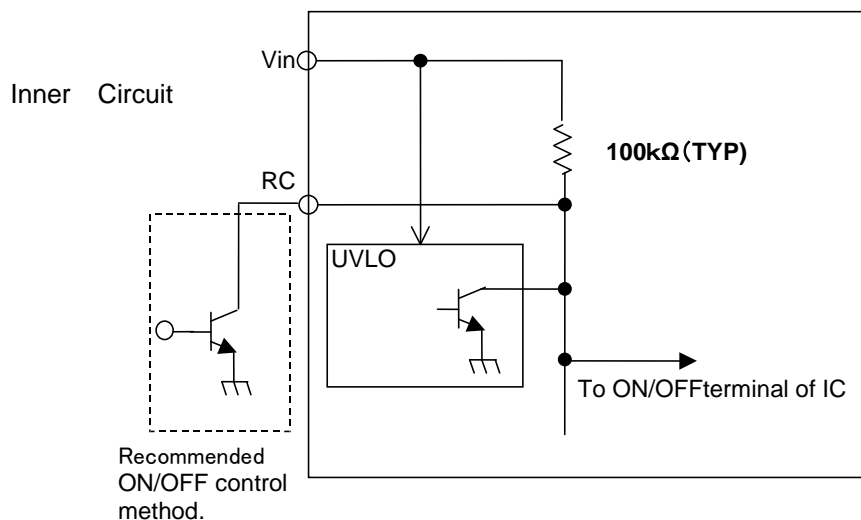 Vin
Inner Circuit
100kΩ(TYP)
RC
UVLO
To ON/OFFterminal of IC
Recommended
ON/OFF control
method.